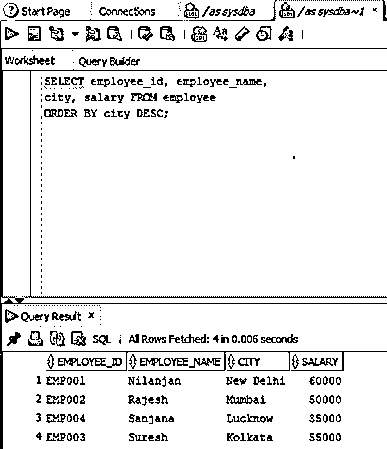 Start Page Connections /as sysdba /as sysdba~1
Worksheet Query Builder
SELECT employee_id, employee_name,
city, salary FROM employee
ORDER BY city DESC;
Query Result
SQL | All Rows Fetched: 4 in 0.006 seconds
EMPLOYEE_ID EMPLOYEE_NAME CITY SALARY
1 EMP001 Nilanjan New Delhi 60000
2 EMP002 Rajesh Mumbai 50000
3 EMP004 Sanjana Lucknow 35000
4 EMP003 Suresh Kolkata 55000